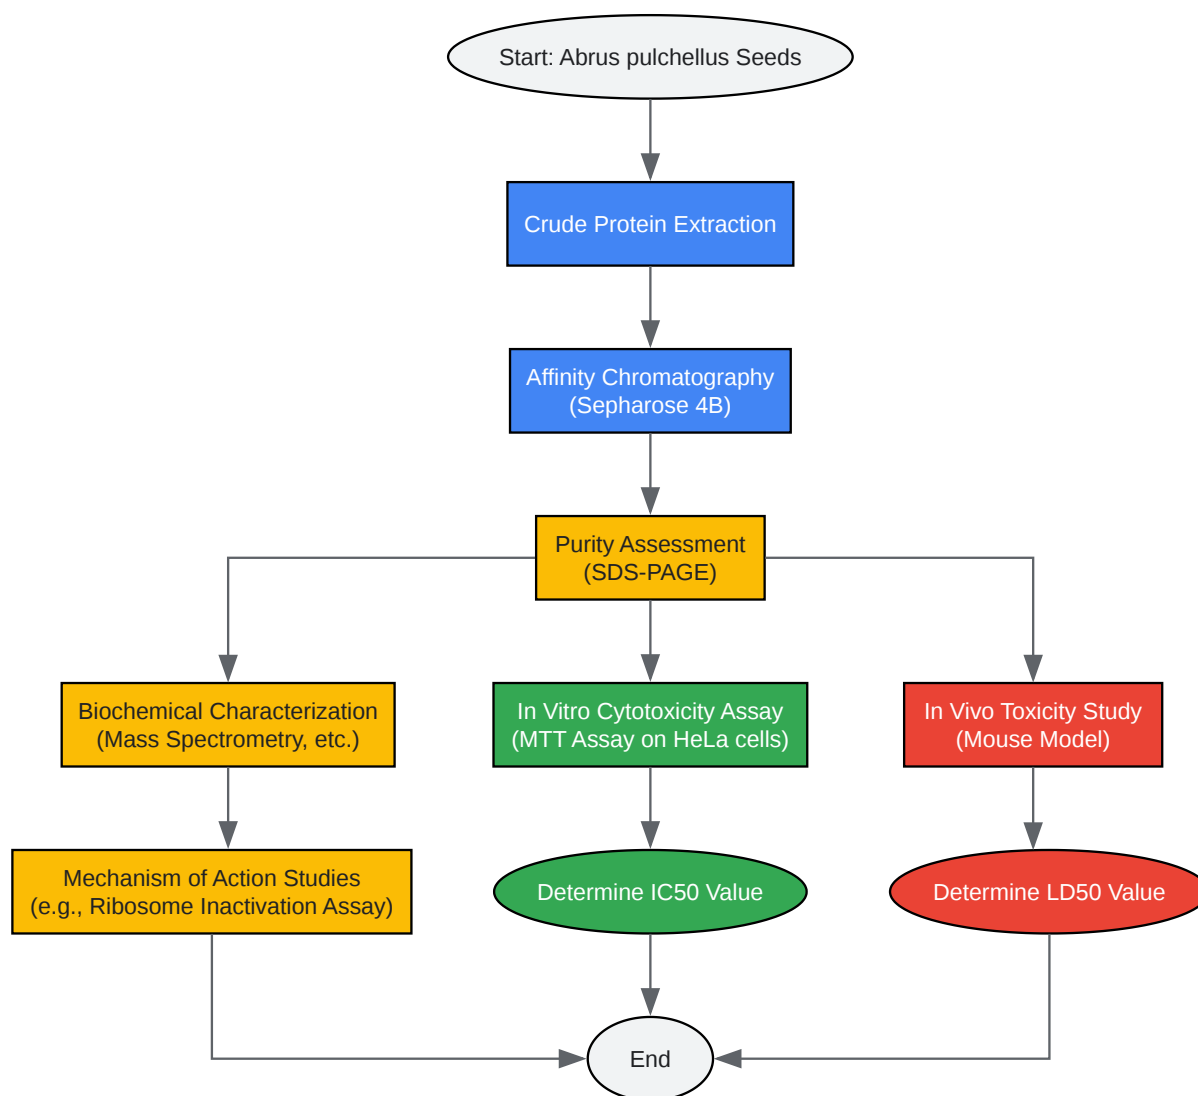 Start: Abrus pulchellus Seeds
Crude Protein Extraction
Affinity Chromatography
(Sepharose 4B)
Purity Assessment
(SDS-PAGE)
Biochemical Characterization
(Mass Spectrometry, etc.)
In Vitro Cytotoxicity Assay
(MTT Assay on HeLa cells)
In Vivo Toxicity Study
(Mouse Model)
Mechanism of Action Studies
(e.g., Ribosome Inactivation Assay)
Determine IC50 Value
Determine LD50 Value
End